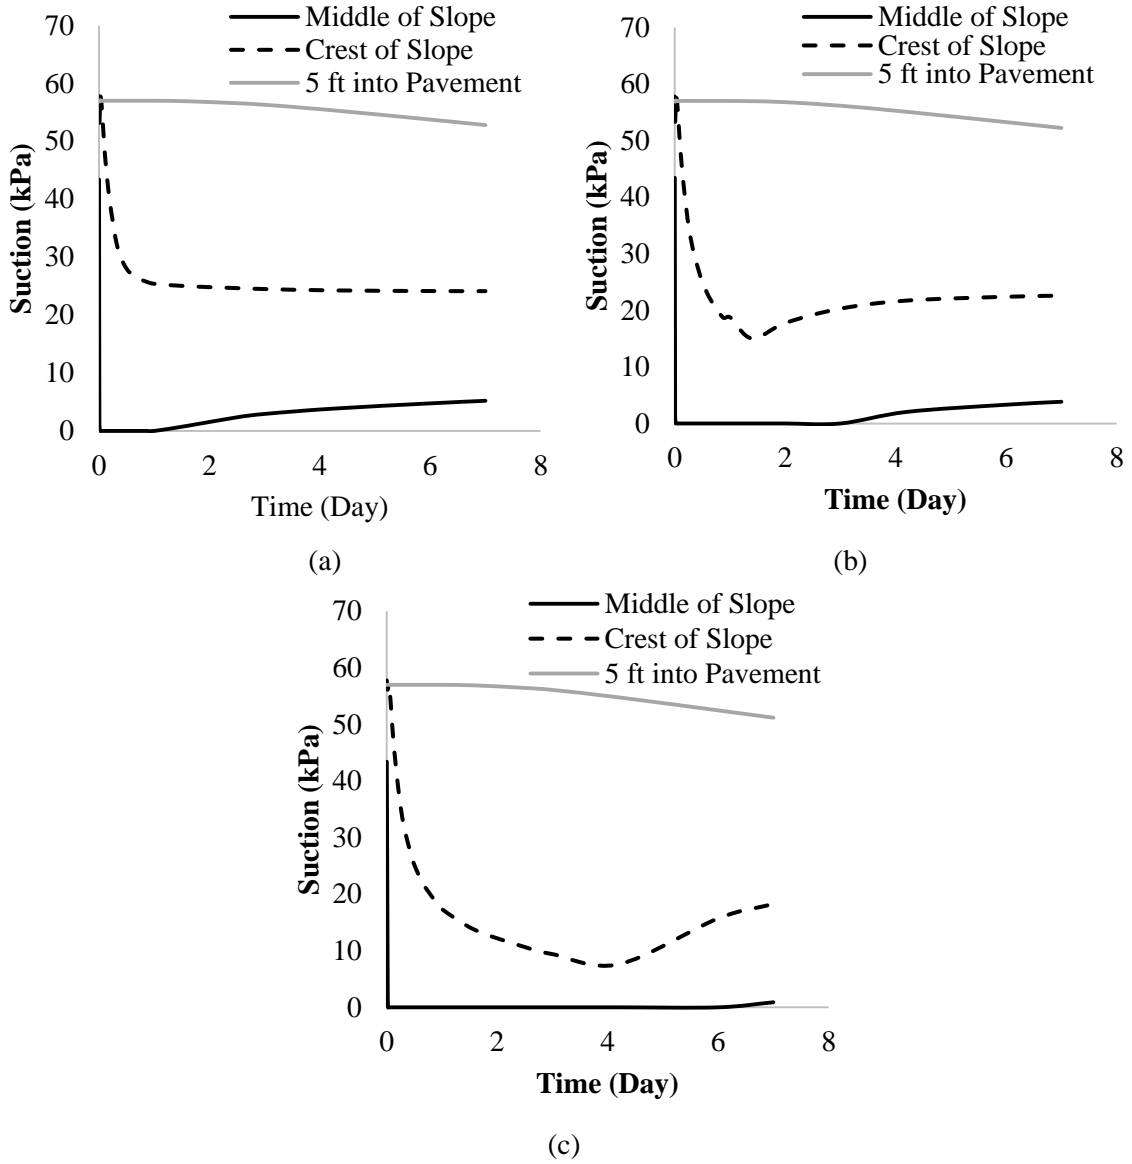 Middle of Slope
Crest of Slope
5 ft into Pavement
70
60
50
40
30
20
10
0
Suction (kPa)
0 2 4 6 8
Time (Day)
(a)
Middle of Slope
Crest of Slope
5 ft into Pavement
70
60
50
40
30
20
10
0
Suction (kPa)
0 2 4 6 8
Time (Day)
(b)
Middle of Slope
Crest of Slope
5 ft into Pavement
70
60
50
40
30
20
10
0
Suction (kPa)
0 2 4 6 8
Time (Day)
(c)